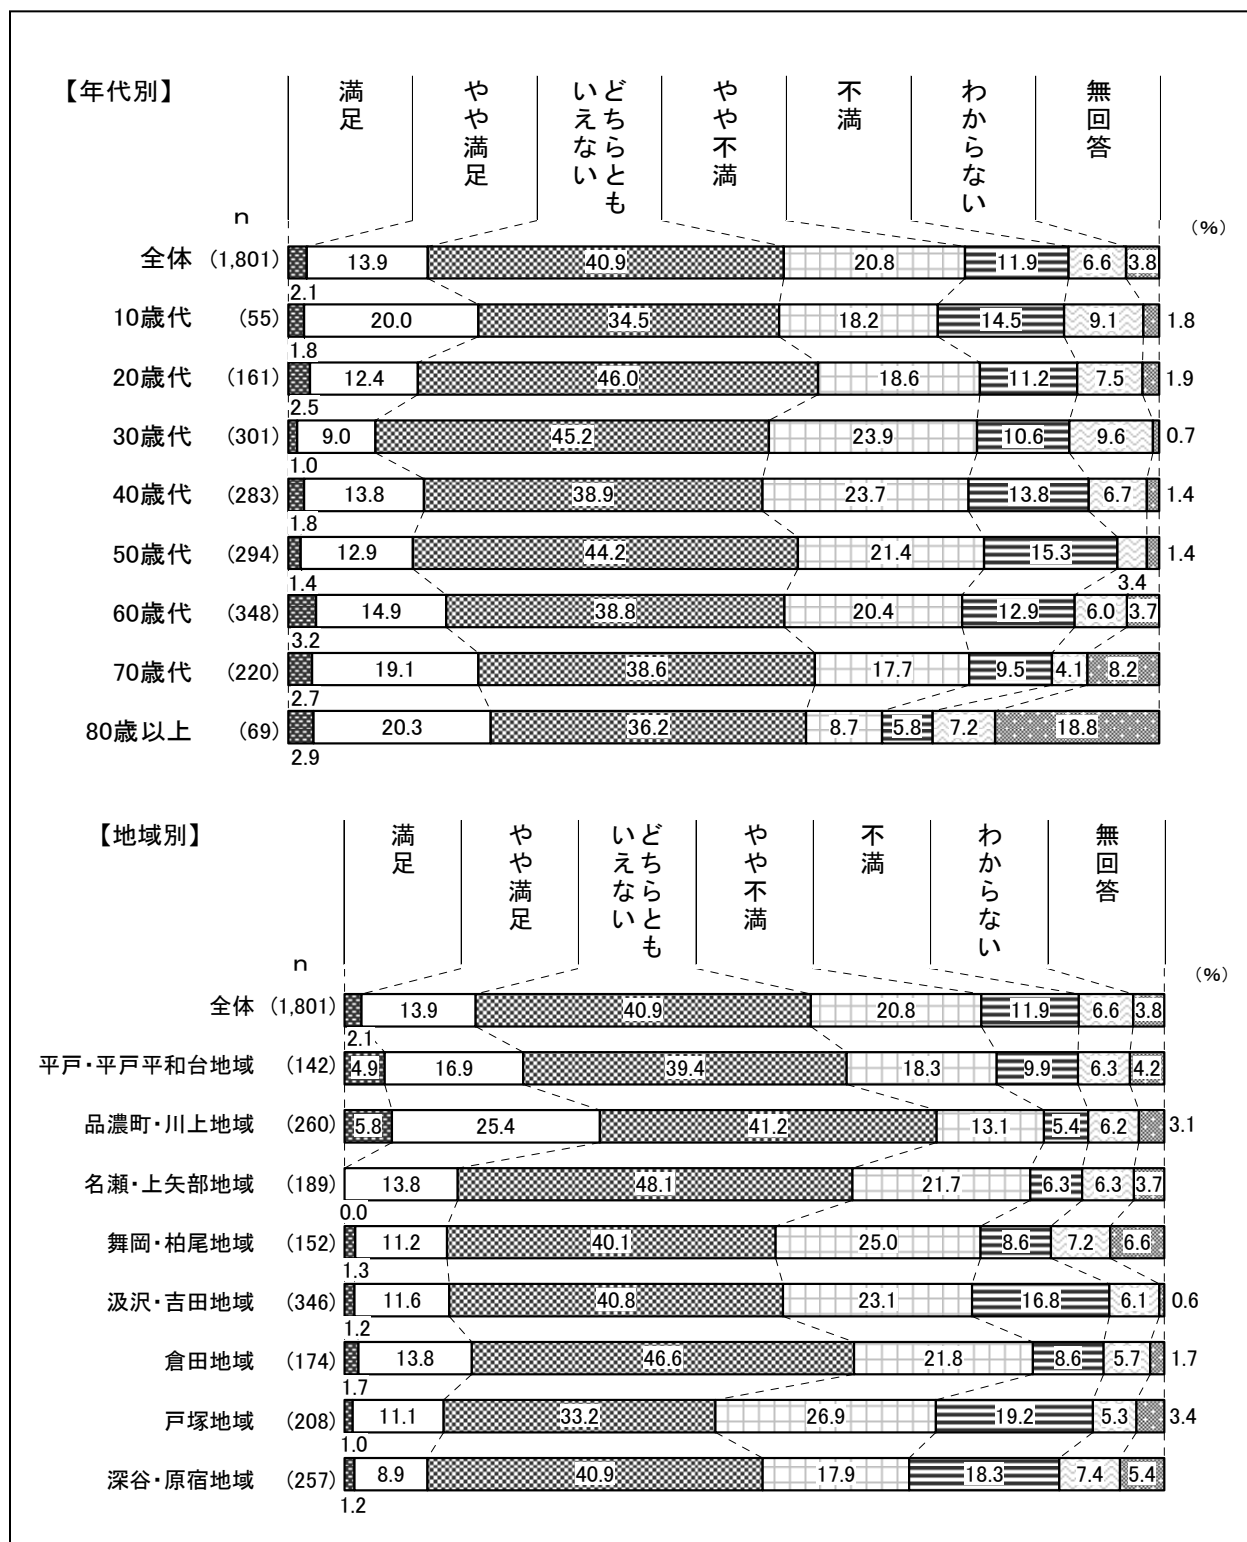 【年代別】
満足
やや満足
どちらとも
いえない
やや不満
不満
わからない
無回答
n
(%)
全体 (1,801) 13.9 40.9 20.8 11.9 6.6 3.8
2.1
10歳代 (55) 20.0 34.5 18.2 14.5 9.1 1.8
1.8
20歳代 (161) 12.4 46.0 18.6 11.2 7.5 1.9
2.5
30歳代 (301) 9.0 45.2 23.9 10.6 9.6 0.7
1.0
40歳代 (283) 13.8 38.9 23.7 13.8 6.7 1.4
1.8
50歳代 (294) 12.9 44.2 21.4 15.3 1.4
1.4 3.4
60歳代 (348) 14.9 38.8 20.4 12.9 6.0 3.7
3.2
70歳代 (220) 19.1 38.6 17.7 9.5 4.1 8.2
2.7
80歳以上 (69) 20.3 36.2 8.7 5.8 7.2 18.8
2.9
【地域別】
満足
やや満足
どちらとも
いえない
やや不満
不満
わからない
無回答
n
(%)
全体 (1,801) 13.9 40.9 20.8 11.9 6.6 3.8
2.1
平戸・平戸平和台地域 (142) 4.9 16.9 39.4 18.3 9.9 6.3 4.2
品濃町・川上地域 (260) 5.8 25.4 41.2 13.1 5.4 6.2 3.1
名瀬・上矢部地域 (189) 13.8 48.1 21.7 6.3 6.3 3.7
0.0
舞岡・柏尾地域 (152) 11.2 40.1 25.0 8.6 7.2 6.6
1.3
汲沢・吉田地域 (346) 11.6 40.8 23.1 16.8 6.1 0.6
1.2
倉田地域 (174) 13.8 46.6 21.8 8.6 5.7 1.7
1.7
戸塚地域 (208) 11.1 33.2 26.9 19.2 5.3 3.4
1.0
深谷・原宿地域 (257) 8.9 40.9 17.9 18.3 7.4 5.4
1.2